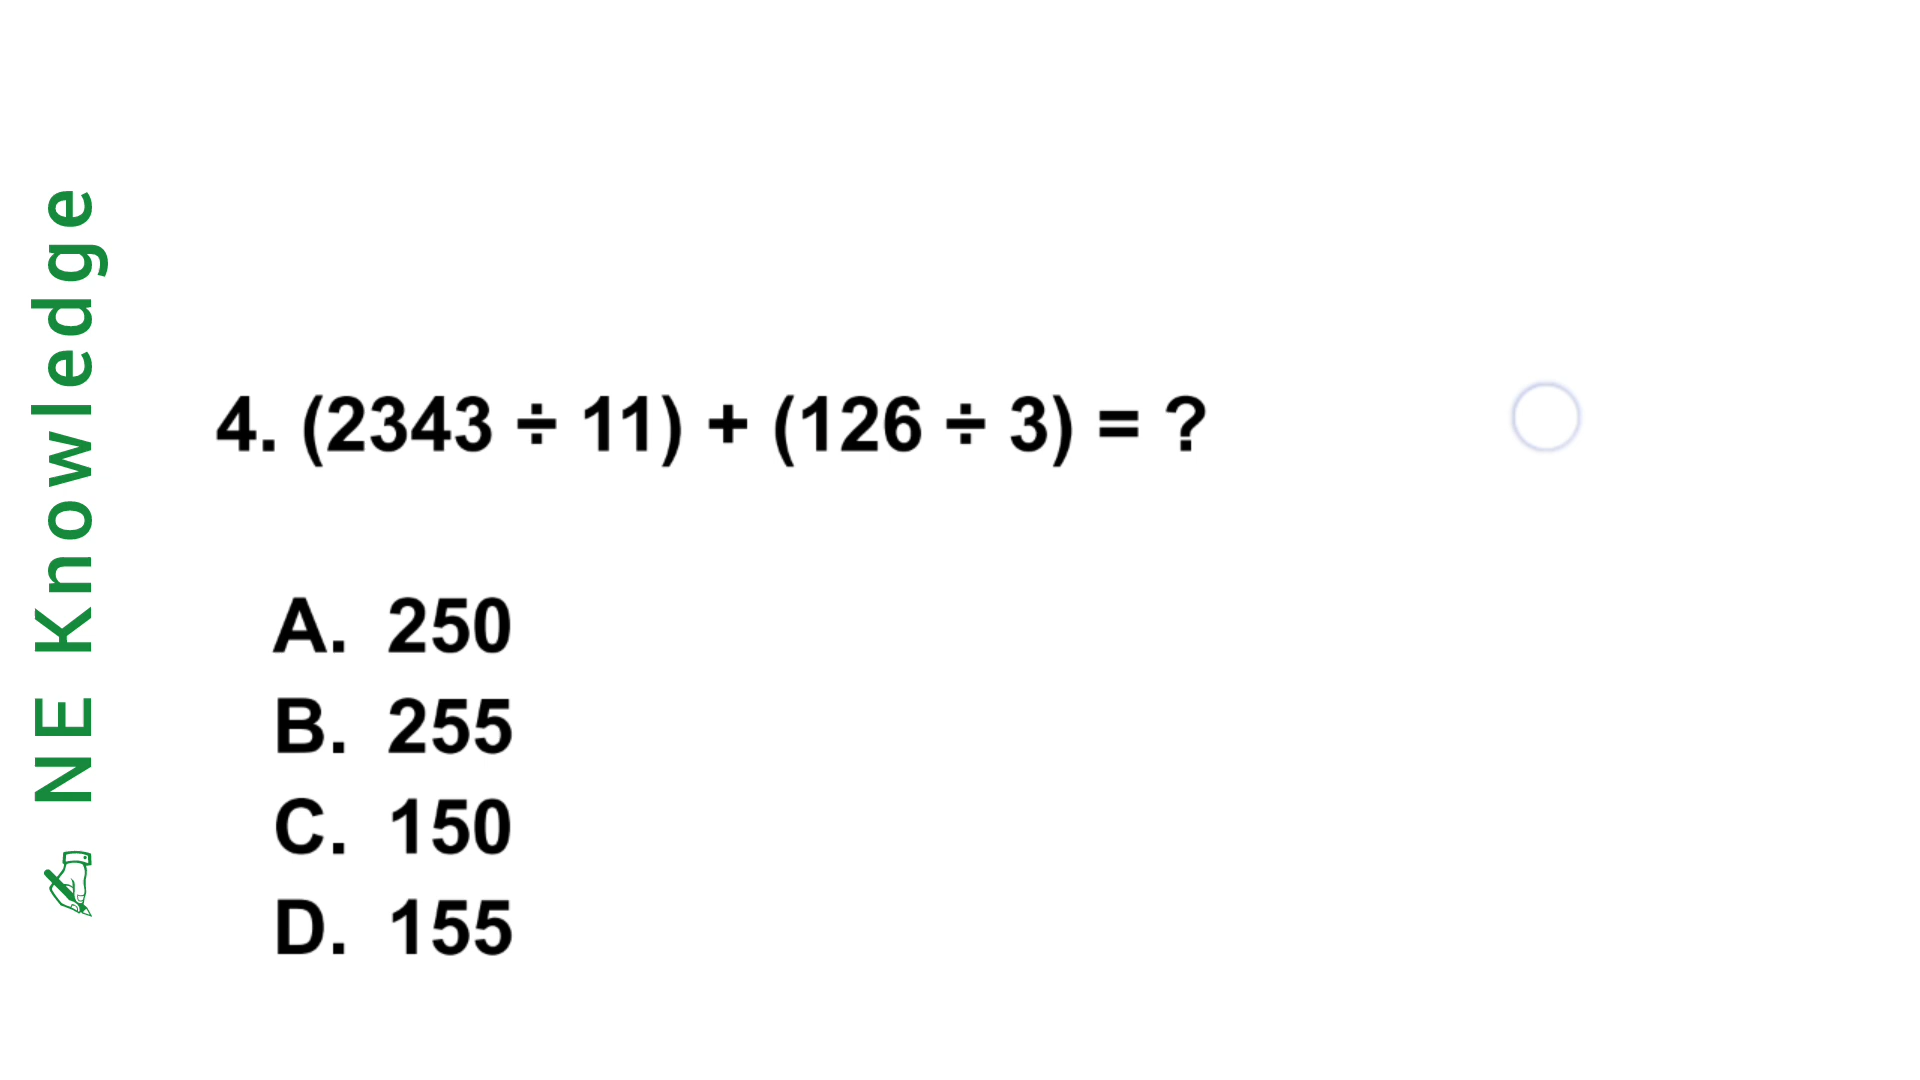 ✍ NE Knowledge
4. (2343 ÷ 11) + (126 ÷ 3) = ?
A. 250
B. 255
C. 150
D. 155